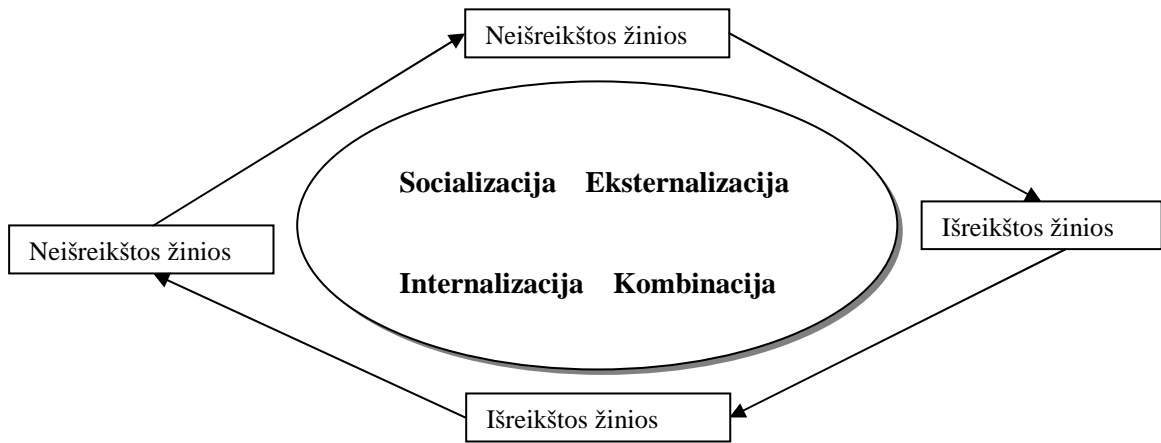 Neišreikštos žinios
Socializacija Eksternalizacija
Neišreikštos žinios
Išreikštos žinios
Internalizacija Kombinacija
Išreikštos žinios